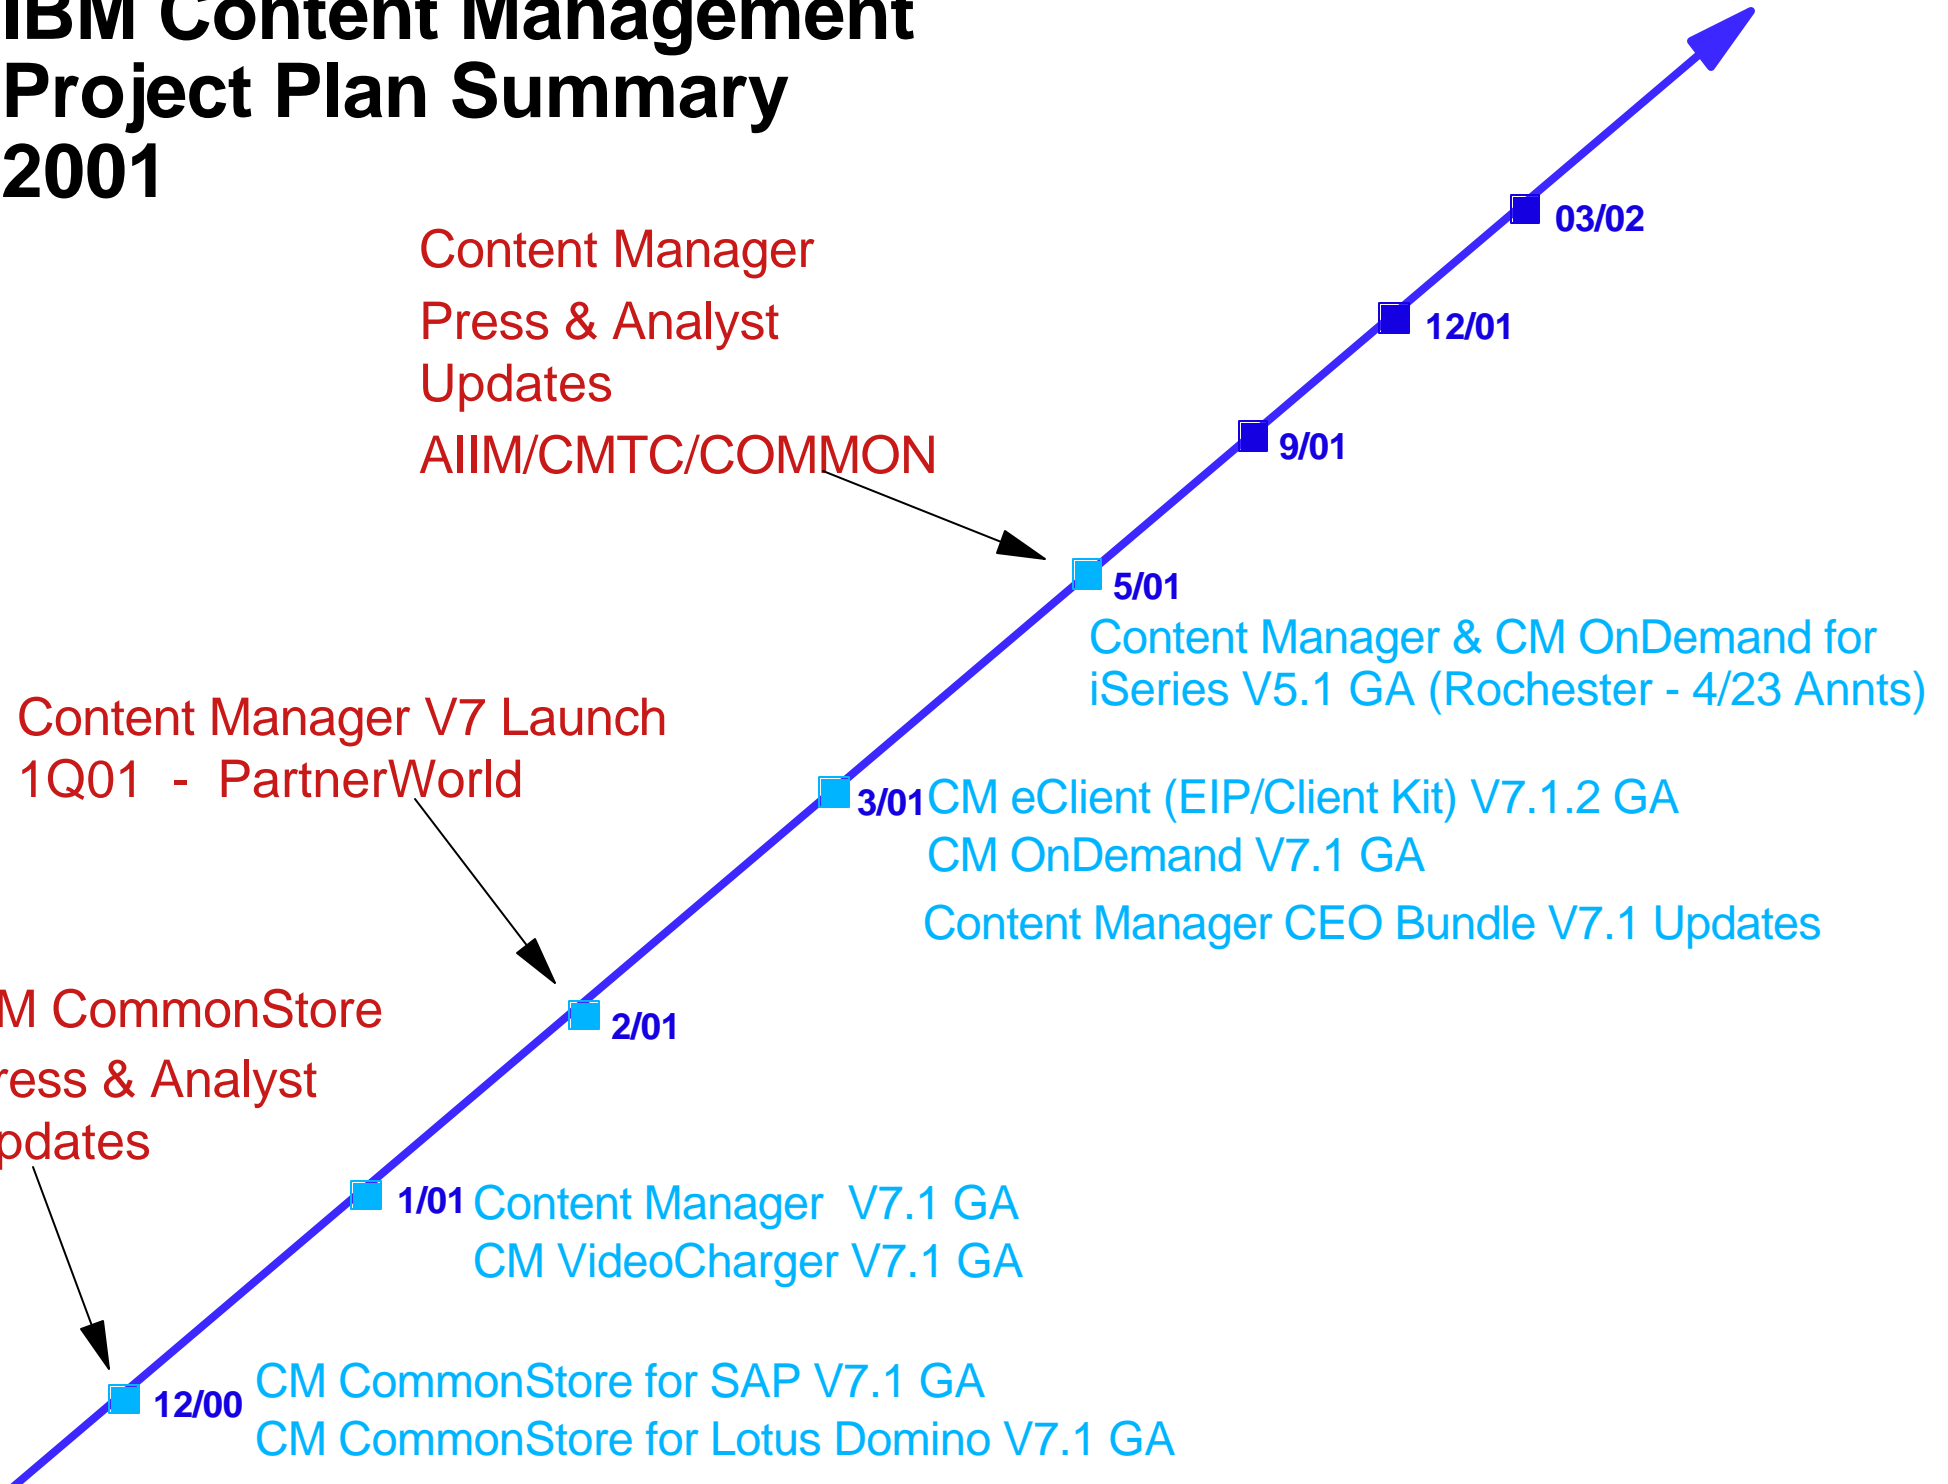 IBM Content Management
Project Plan Summary
2001
03/02
Content Manager
Press & Analyst
Updates
AIIM/CMTC/COMMON
12/01
9/01
5/01
Content Manager & CM OnDemand for
iSeries V5.1 GA (Rochester - 4/23 Annts)
Content Manager V7 Launch
1Q01 - PartnerWorld
3/01 CM eClient (EIP/Client Kit) V7.1.2 GA
CM OnDemand V7.1 GA
Content Manager CEO Bundle V7.1 Updates
M CommonStore
ress & Analyst
pdates
2/01
1/01 Content Manager V7.1 GA
CM VideoCharger V7.1 GA
12/00 CM CommonStore for SAP V7.1 GA
CM CommonStore for Lotus Domino V7.1 GA